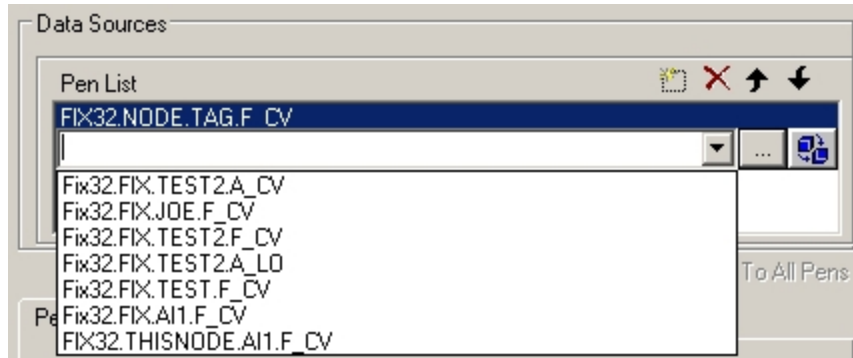 Data Sources
Pen List
FIX32.NODE.TAG.F_CV
...
Fix32.FIX.TEST2.A_CV
Fix32.FIX.JOE.F_CV
Fix32.FIX.TEST2.F_CV
Fix32.FIX.TEST2.A_LO
Fix32.FIX.TEST.F_CV
Fix32.FIX.AI1.F_CV
FIX32.THISNODE.AI1.F_CV
To All Pens
Pe